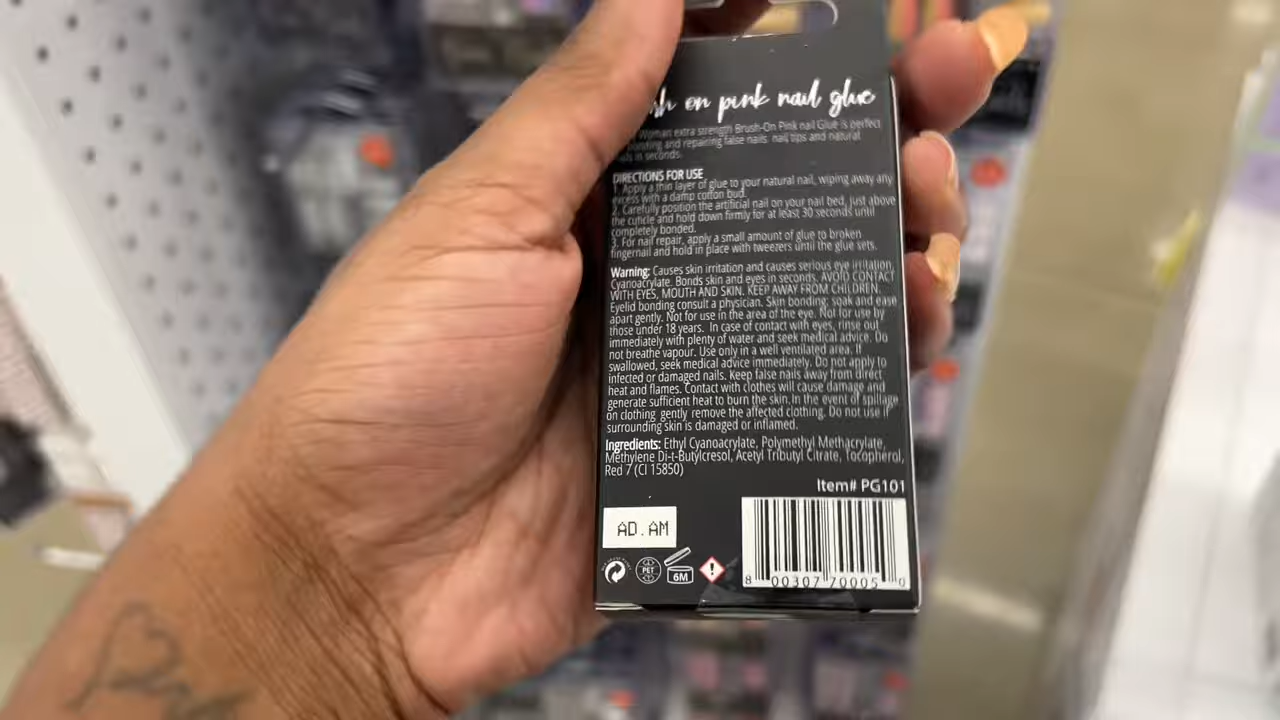 on pink nail glue
Woman extra strength Brush-On Pink nail Glue is perfect
bonding and repairing false nails, nail tips and natural
in seconds.
DIRECTIONS FOR USE
1. Apply a thin layer of glue to your natural nail, wiping away any
excess with a damp cotton bud.
2. Carefully position the artificial nail on your nail bed, just above
the cuticle and hold down firmly for at least 30 seconds until
completely bonded.
3. For nail repair, apply a small amount of glue to broken
fingernail and hold in place with tweezers until the glue sets.
Warning: Causes skin irritation and causes serious eye irritation.
Cyanoacrylate. Bonds skin and eyes in seconds. AVOID CONTACT
WITH EYES, MOUTH AND SKIN. KEEP AWAY FROM CHILDREN.
Eyelid bonding consult a physician. Skin bonding: soak and ease
apart gently. Not for use in the area of the eye. Not for use by
those under 18 years. In case of contact with eyes, rinse out
immediately with plenty of water and seek medical advice. Do
not breathe vapour. Use only in a well ventilated area. If
swallowed, seek medical advice immediately. Do not apply to
infected or damaged nails. Keep false nails away from direct
heat and flames. Contact with clothes will cause damage and
generate sufficient heat to burn the skin.In the event of spillage
on clothing gently remove the affected clothing. Do not use if
surrounding skin is damaged or inflamed.
Ingredients: Ethyl Cyanoacrylate, Polymethyl Methacrylate,
Methylene Di-t-Butylcresol, Acetyl Tributyl Citrate, Tocopherol,
Red 7 (CI 15850)
Item# PG101
AD.AM
PET
6M
8 00307 70005 0